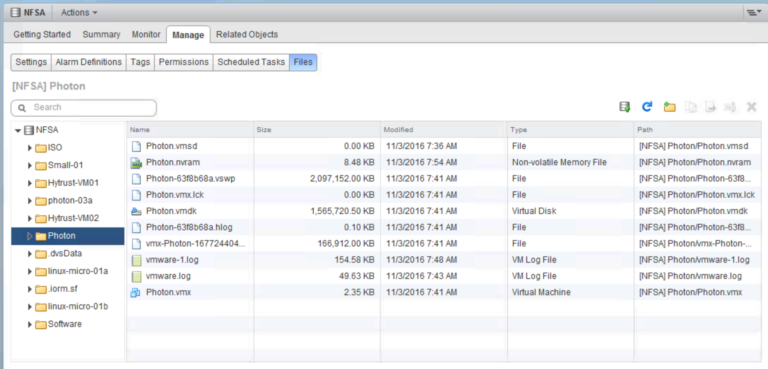 NFSA Actions
Getting Started Summary Monitor Manage Related Objects
Settings Alarm Definitions Tags Permissions Scheduled Tasks Files
[NFSA] Photon
Search
NFSA
ISO
Small-01
Hytrust-VM01
photon-03a
Hytrust-VM02
Photon
.dvsData
linux-micro-01a
.iorm.sf
linux-micro-01b
Software
Name Size Modified Type Path
Photon.vmsd 0.00 KB 11/3/2016 7:36 AM File [NFSA] Photon/Photon.vmsd
Photon.nvram 8.48 KB 11/3/2016 7:54 AM Non-volatile Memory File [NFSA] Photon/Photon.nvram
Photon-63f8b68a.vswp 2,097,152.00 KB 11/3/2016 7:41 AM File [NFSA] Photon/Photon-63f8...
Photon.vmx.lck 0.00 KB 11/3/2016 7:41 AM File [NFSA] Photon/Photon.vmx.lck
Photon.vmdk 1,565,720.50 KB 11/3/2016 7:41 AM Virtual Disk [NFSA] Photon/Photon.vmdk
Photon-63f8b68a.hlog 0.10 KB 11/3/2016 7:41 AM File [NFSA] Photon/Photon-63f8...
vmx-Photon-167724404... 166,912.00 KB 11/3/2016 7:41 AM File [NFSA] Photon/vmx-Photon-...
vmware-1.log 154.58 KB 11/3/2016 7:48 AM VM Log File [NFSA] Photon/vmware-1.log
vmware.log 49.63 KB 11/3/2016 7:43 AM VM Log File [NFSA] Photon/vmware.log
Photon.vmx 2.35 KB 11/3/2016 7:41 AM Virtual Machine [NFSA] Photon/Photon.vmx